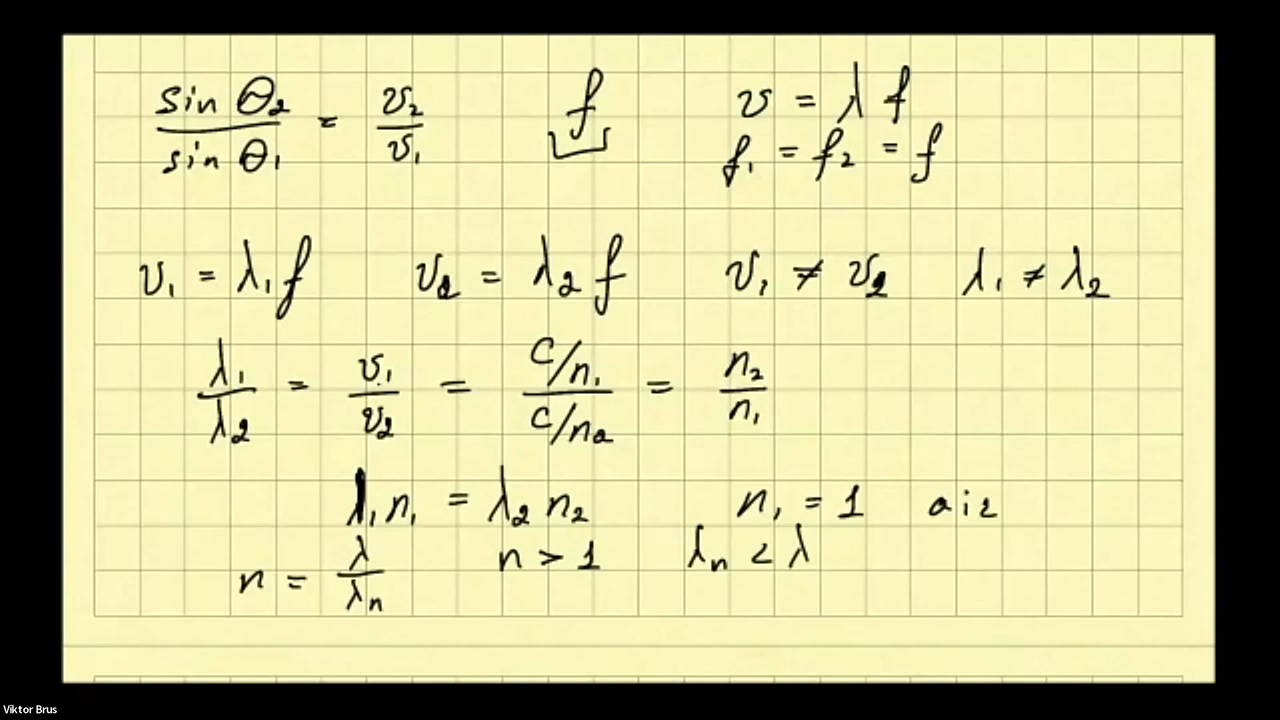 sin θ₂ / sin θ₁ = v₂ / v₁ f v = λ f
f₁ = f₂ = f
v₁ = λ₁ f v₂ = λ₂ f v₁ ≠ v₂ λ₁ ≠ λ₂
λ₁ / λ₂ = v₁ / v₂ = (c/n₁) / (c/n₂) = n₂ / n₁
λ₁ n₁ = λ₂ n₂ n₁ = 1 air
n = λ / λₙ n > 1 λₙ < λ
Viktor Brus